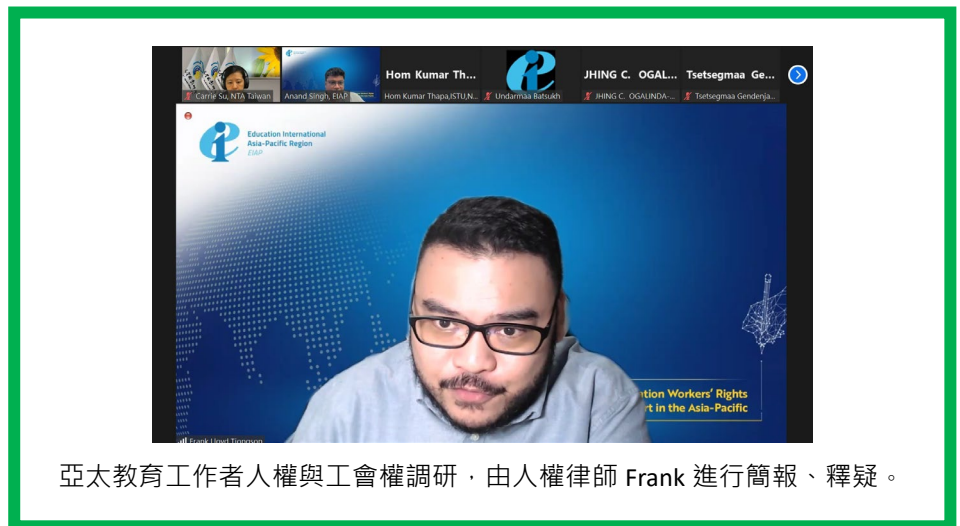 Hom Kumar Th...
JHING C. OGAL...
Tsetsegmaa Ge...
Carrie Su, NTA Taiwan
Anand Singh, EIAP
Hom Kumar Thapa,ISTU,N...
Undarmaa Batsukh
JHING C. OGALINDA-...
Tsetsegmaa Gendenja...
Education International
Asia-Pacific Region
EIAP
tion Workers' Rights
rt in the Asia-Pacific
Frank Lloyd Tiongson
亞太教育工作者人權與工會權調研，由人權律師 Frank 進行簡報、釋疑。